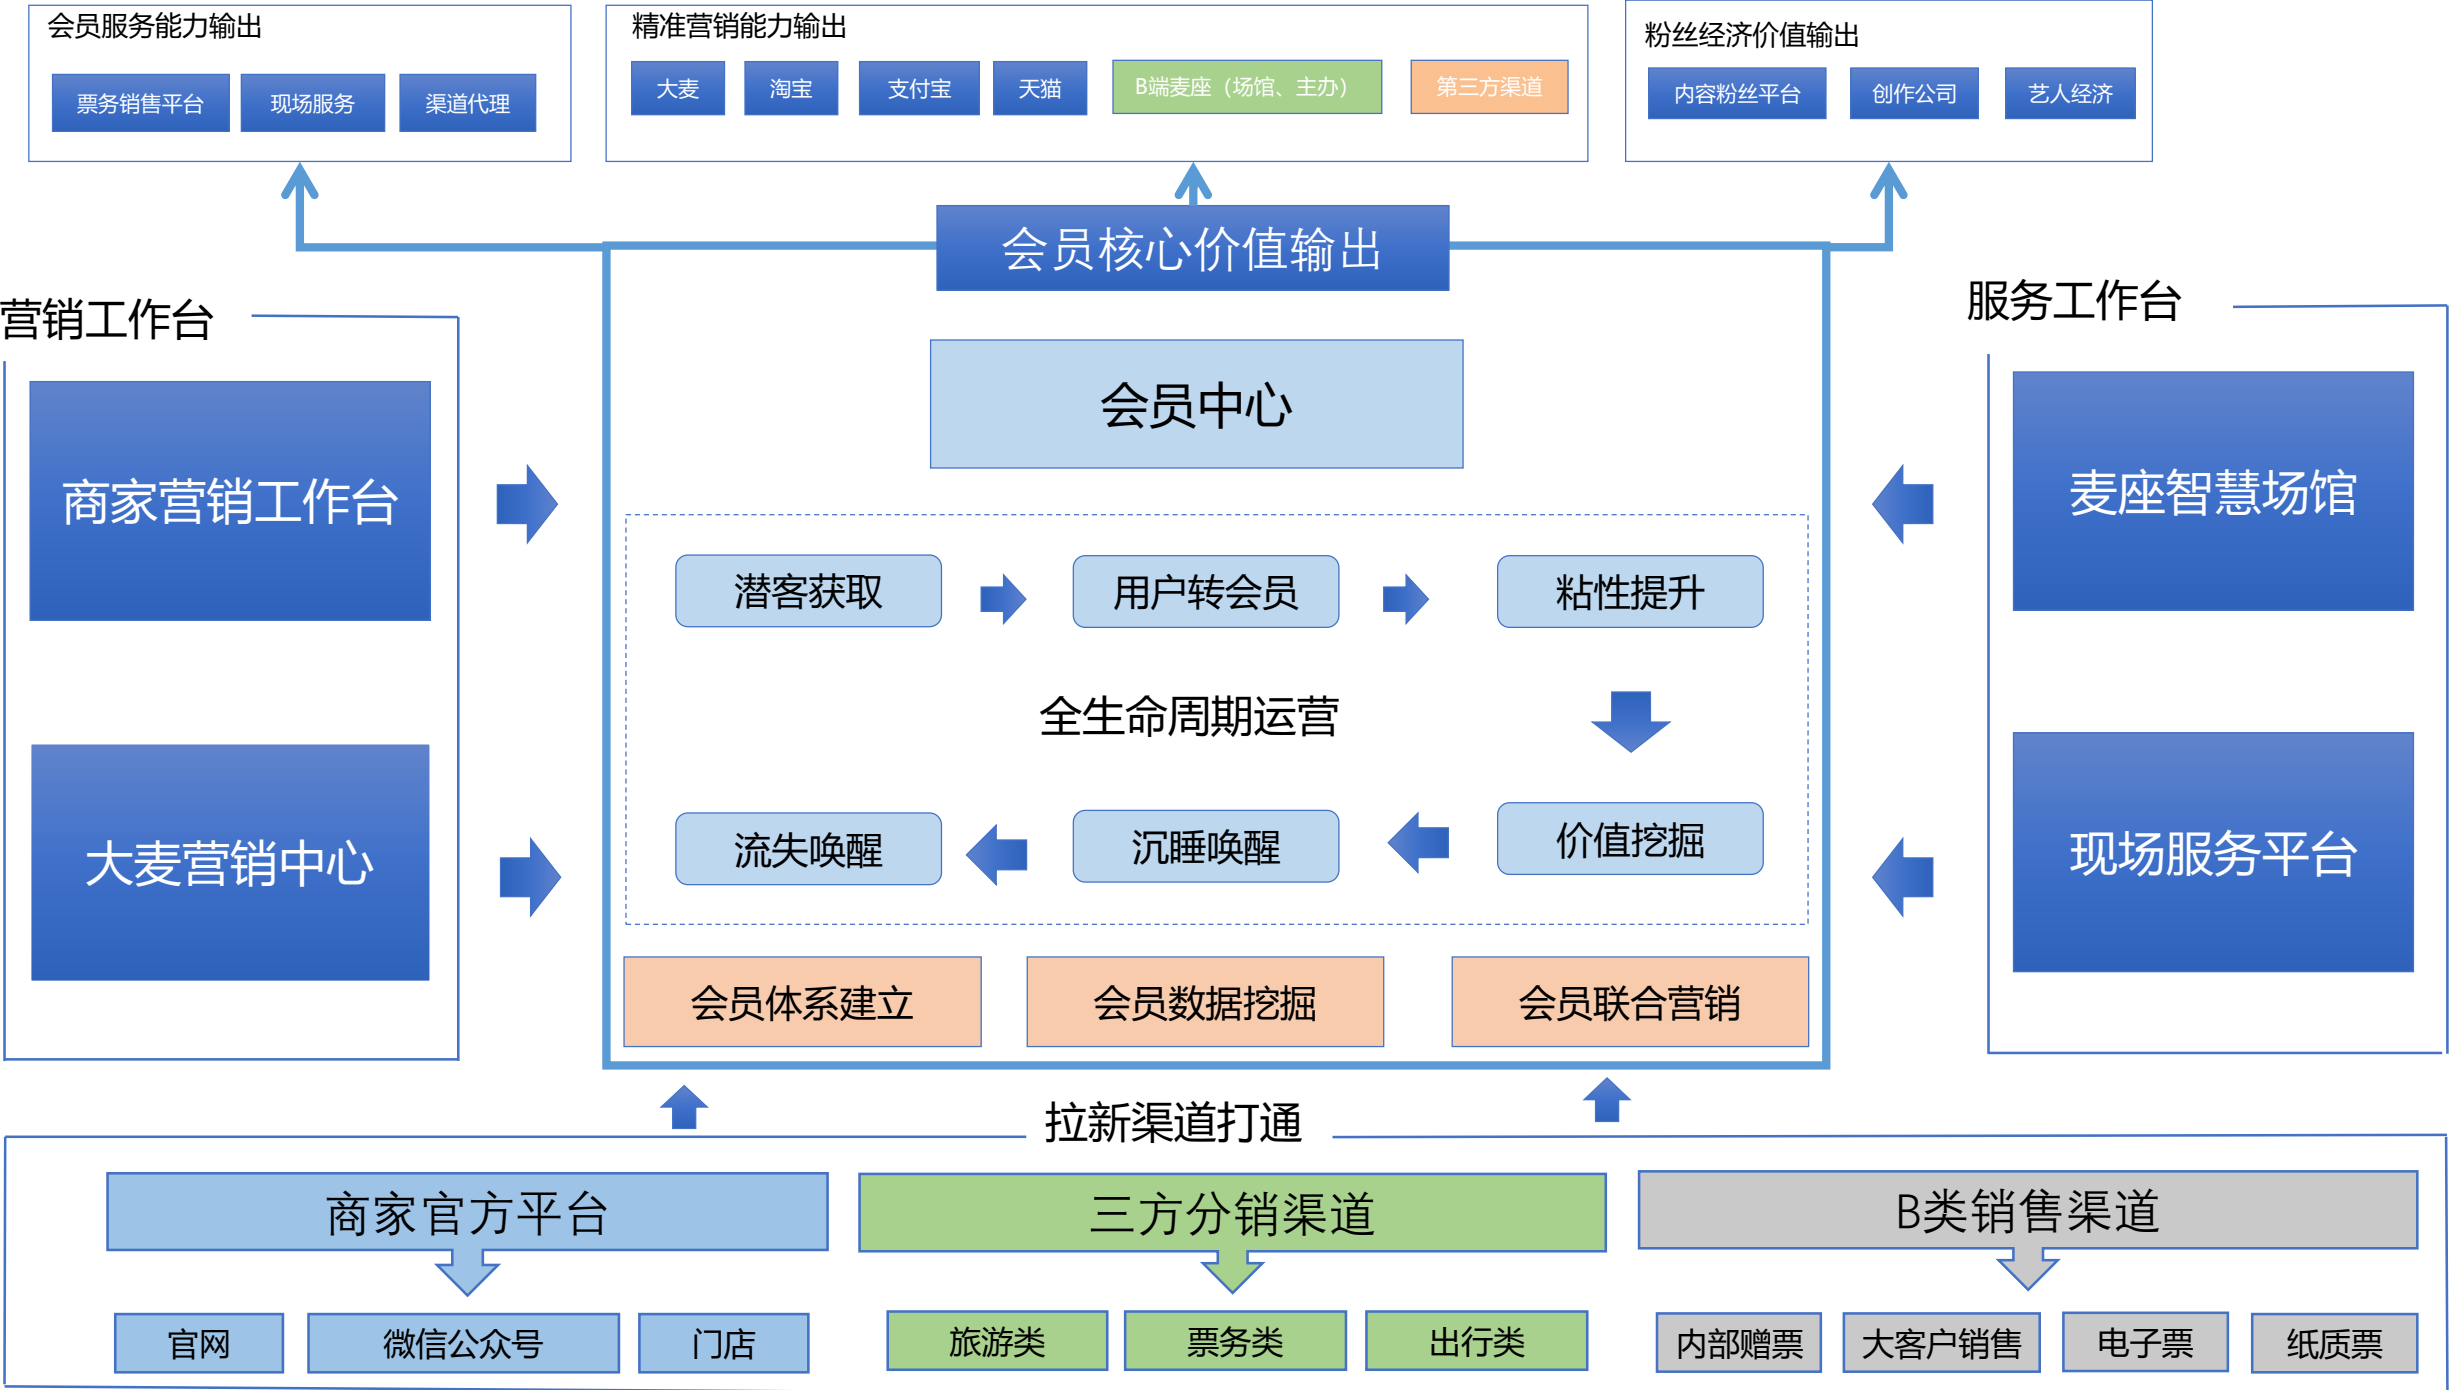 会员服务能力输出
票务销售平台
现场服务
渠道代理
精准营销能力输出
大麦
淘宝
支付宝
天猫
B端麦座（场馆、主办）
第三方渠道
粉丝经济价值输出
内容粉丝平台
创作公司
艺人经济
会员核心价值输出
营销工作台
商家营销工作台
大麦营销中心
会员中心
潜客获取
用户转会员
粘性提升
全生命周期运营
流失唤醒
沉睡唤醒
价值挖掘
会员体系建立
会员数据挖掘
会员联合营销
服务工作台
麦座智慧场馆
现场服务平台
拉新渠道打通
商家官方平台
官网
微信公众号
门店
三方分销渠道
旅游类
票务类
出行类
B类销售渠道
内部赠票
大客户销售
电子票
纸质票